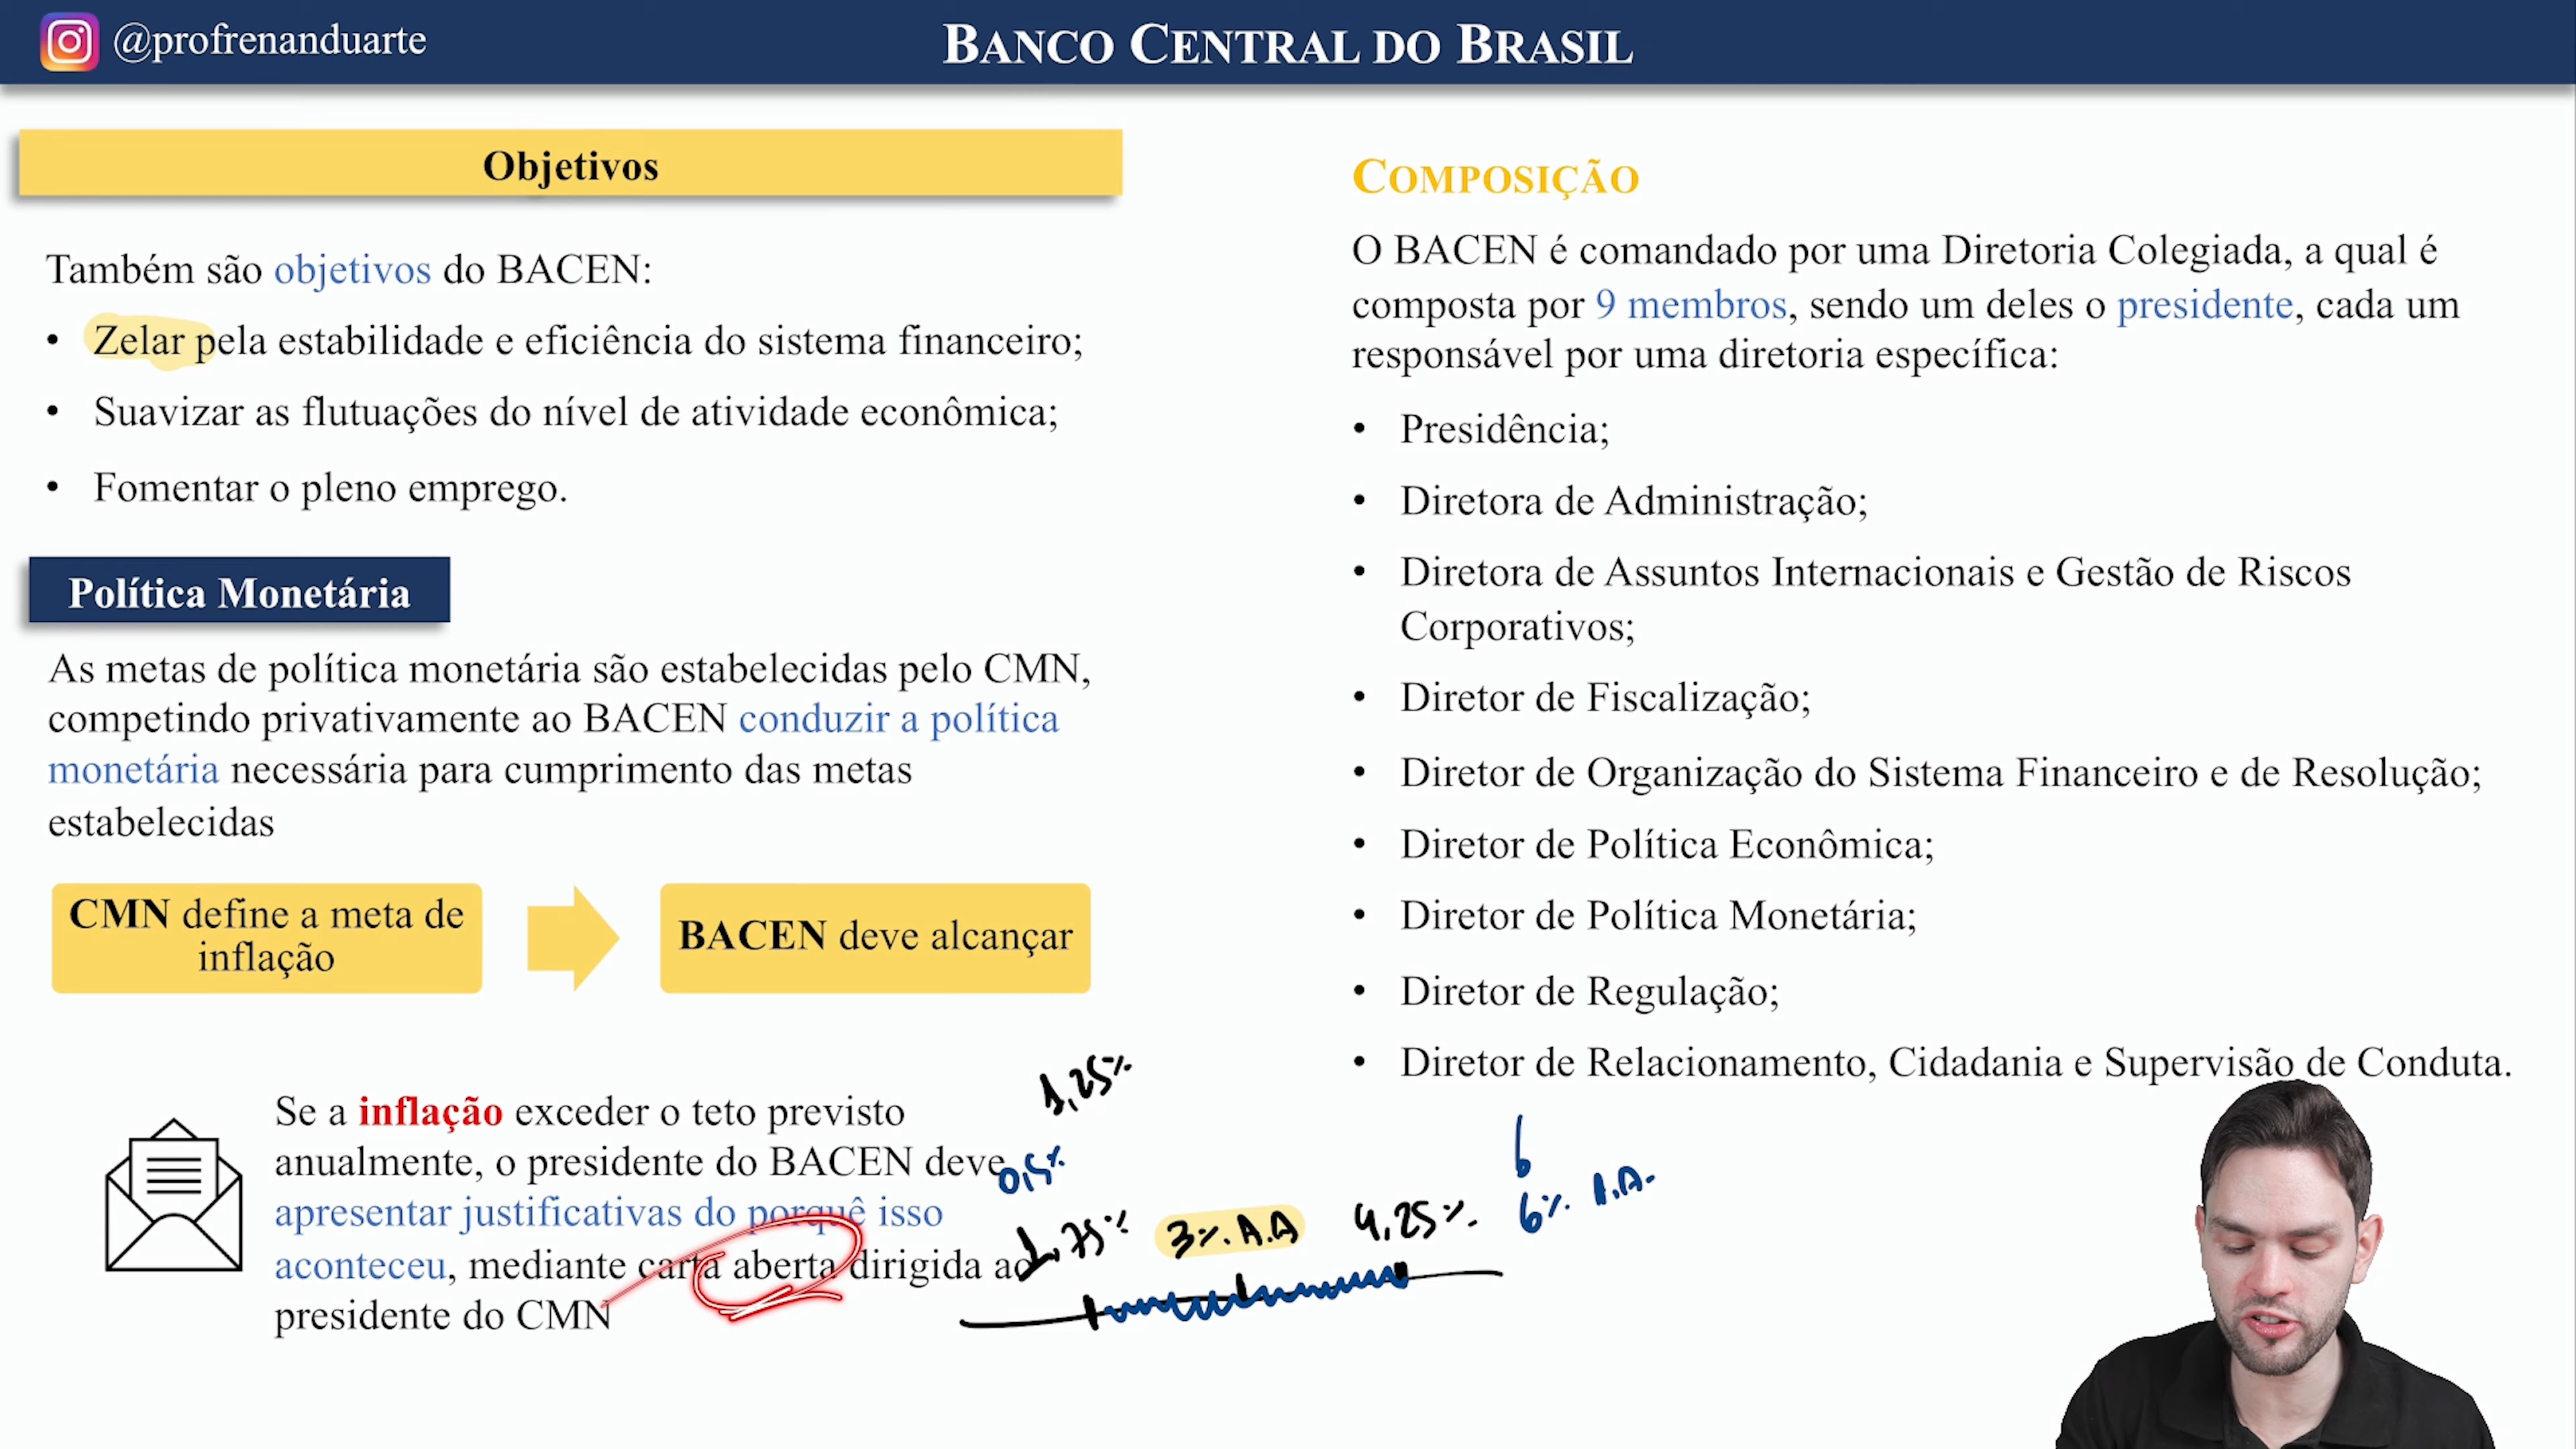 @profrenanduarte
BANCO CENTRAL DO BRASIL
Objetivos
Também são objetivos do BACEN:
• Zelar pela estabilidade e eficiência do sistema financeiro;
• Suavizar as flutuações do nível de atividade econômica;
• Fomentar o pleno emprego.
Política Monetária
As metas de política monetária são estabelecidas pelo CMN,
competindo privativamente ao BACEN conduzir a política
monetária necessária para cumprimento das metas
estabelecidas
CMN define a meta de
inflação
BACEN deve alcançar
Se a inflação exceder o teto previsto
anualmente, o presidente do BACEN deve
apresentar justificativas do porquê isso
aconteceu, mediante carta aberta dirigida ao
presidente do CMN
1,25%
0,5%
1,75%
3% A.A
4,25%
6
6% A.A.
COMPOSIÇÃO
O BACEN é comandado por uma Diretoria Colegiada, a qual é
composta por 9 membros, sendo um deles o presidente, cada um
responsável por uma diretoria específica:
• Presidência;
• Diretora de Administração;
• Diretora de Assuntos Internacionais e Gestão de Riscos
Corporativos;
• Diretor de Fiscalização;
• Diretor de Organização do Sistema Financeiro e de Resolução;
• Diretor de Política Econômica;
• Diretor de Política Monetária;
• Diretor de Regulação;
• Diretor de Relacionamento, Cidadania e Supervisão de Conduta.